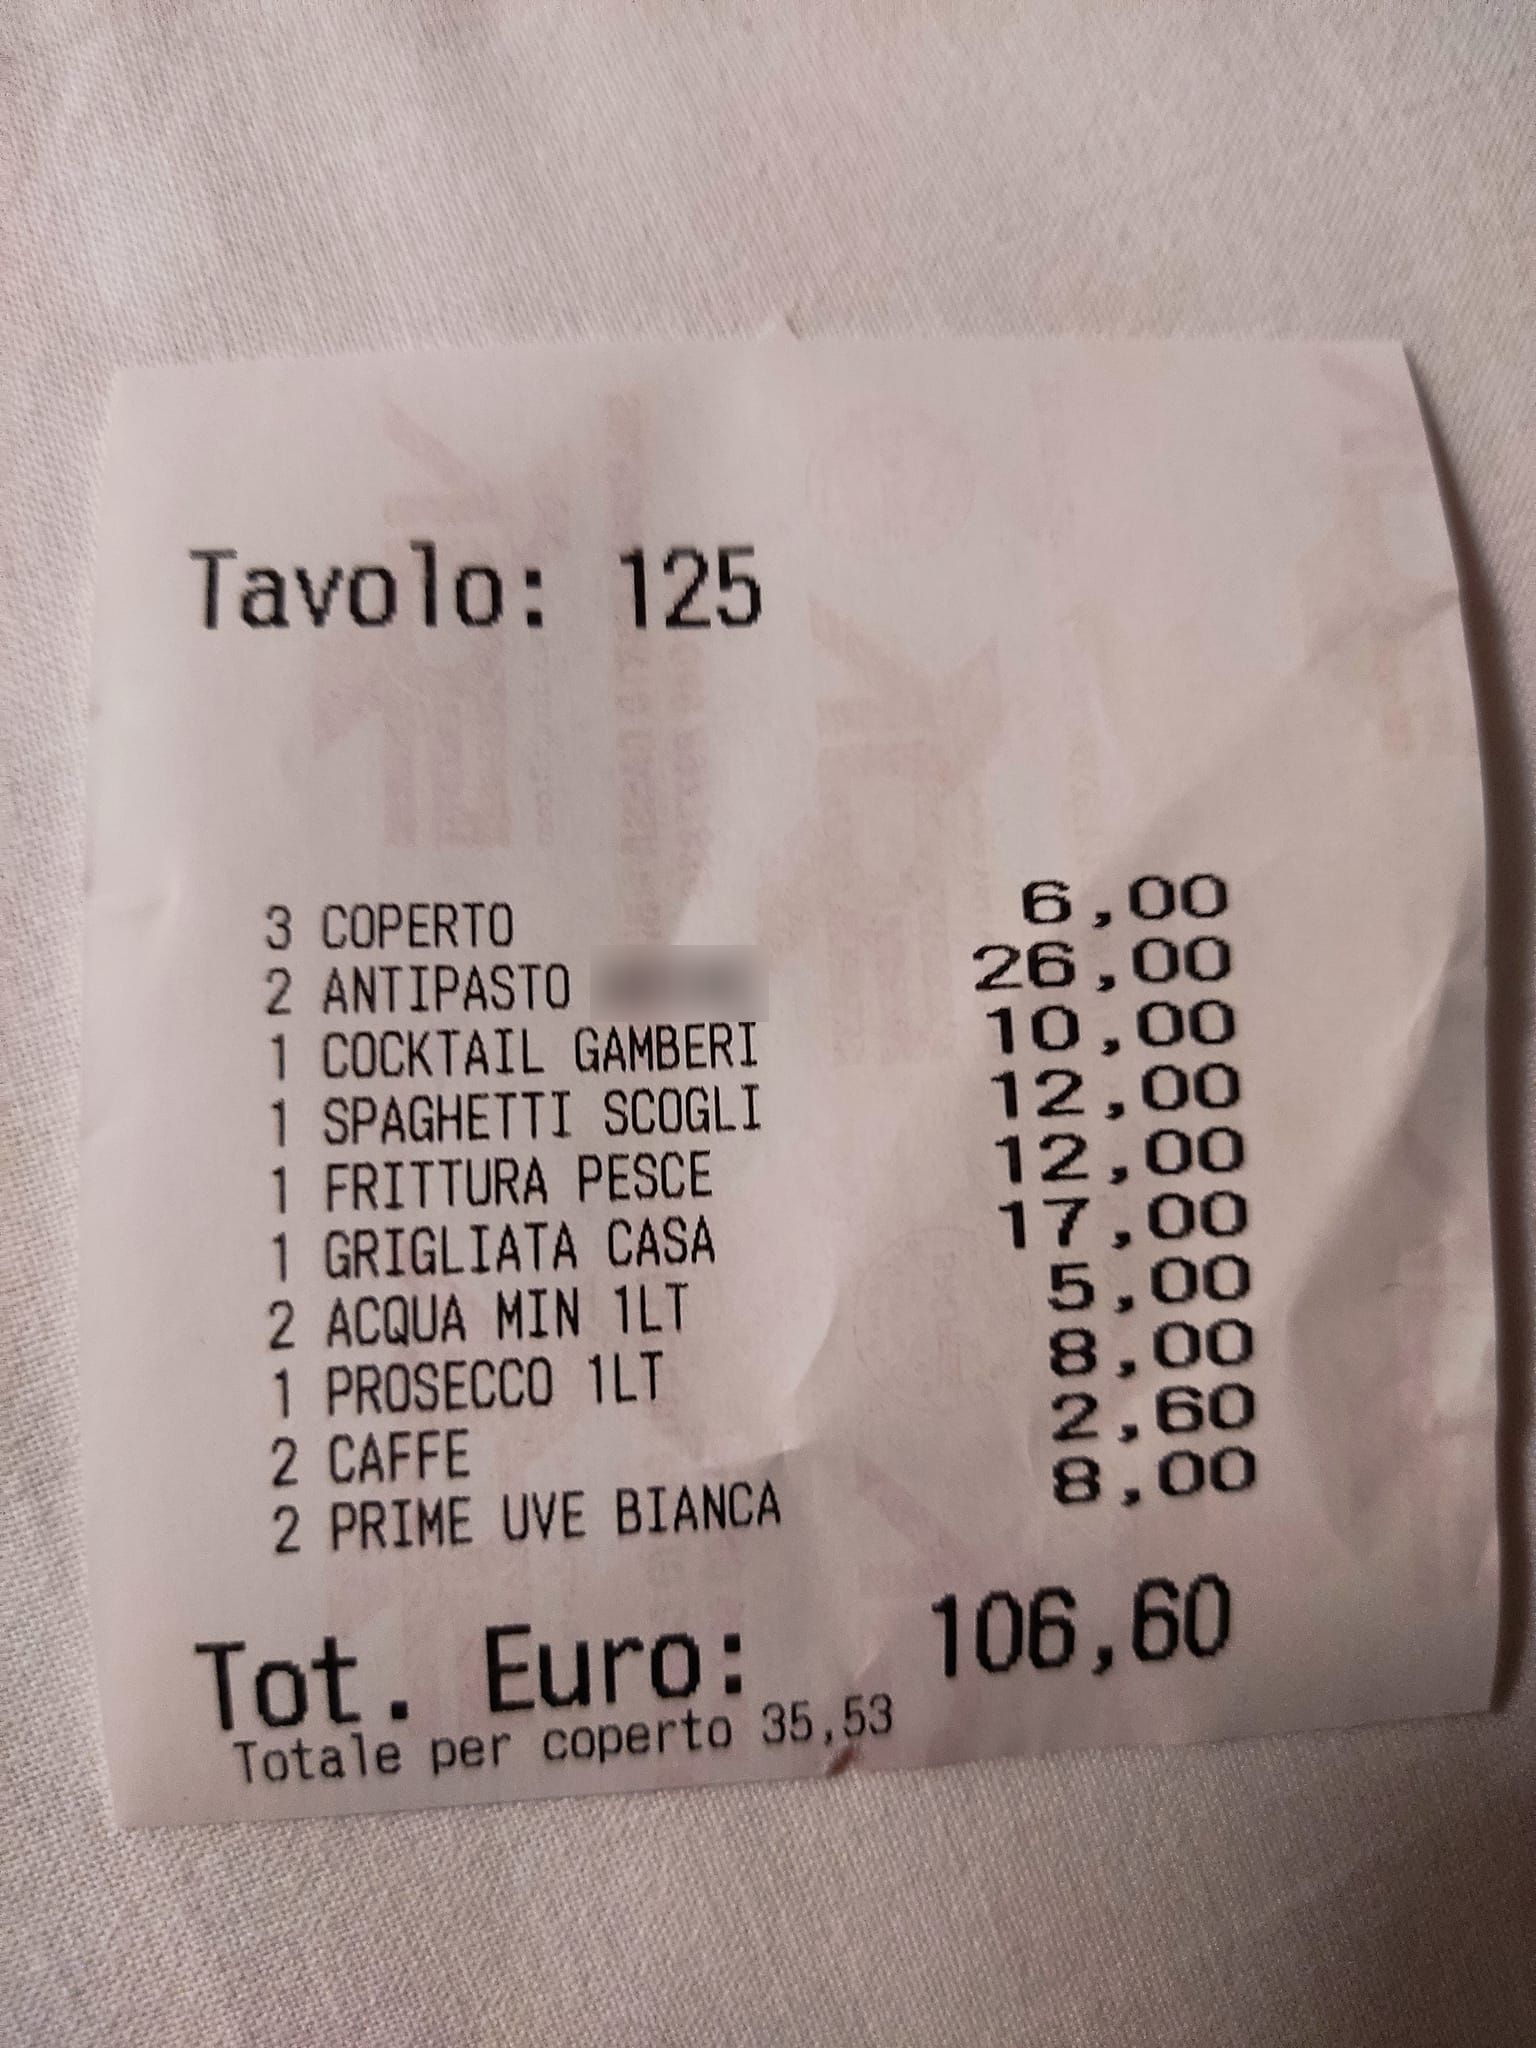 Tavolo: 125
3 COPERTO 6,00
2 ANTIPASTO 26,00
1 COCKTAIL GAMBERI 10,00
1 SPAGHETTI SCOGLI 12,00
1 FRITTURA PESCE 12,00
1 GRIGLIATA CASA 17,00
2 ACQUA MIN 1LT 5,00
1 PROSECCO 1LT 8,00
2 CAFFE 2,60
2 PRIME UVE BIANCA 8,00
Tot. Euro: 106,60
Totale per coperto 35,53